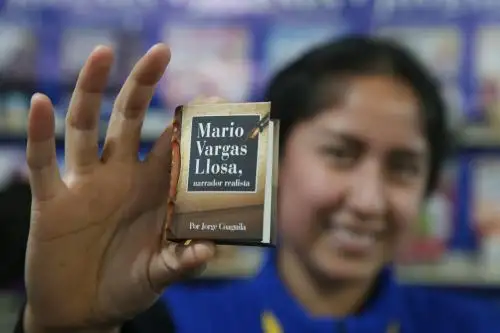 Mario
Vargas
Llosa,
narrador realista
Por Jorge Coaguila